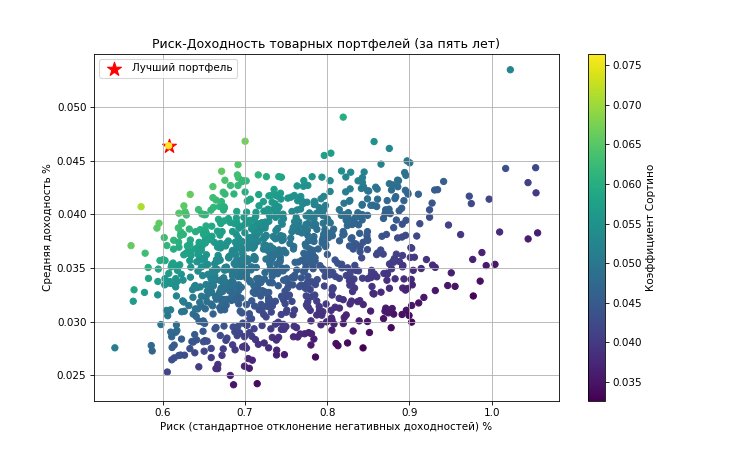 Риск-Доходность товарных портфелей (за пять лет)
Лучший портфель
Средняя доходность %
0.050
0.045
0.040
0.035
0.030
0.025
0.6 0.7 0.8 0.9 1.0
Риск (стандартное отклонение негативных доходностей) %
0.075
0.070
0.065
0.060
0.055
0.050
0.045
0.040
0.035
Коэффициент Сортино